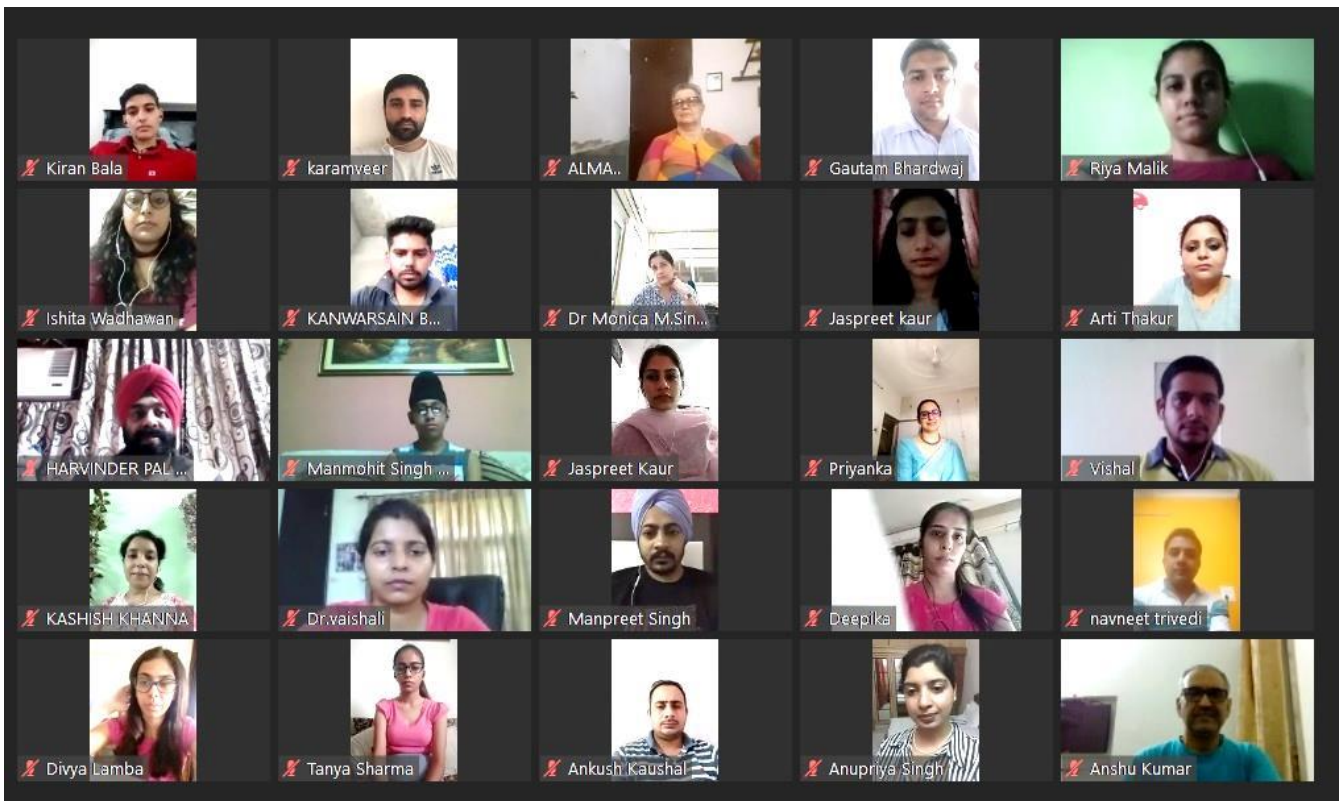 Kiran Bala
karamveer
ALMA..
Gautam Bhardwaj
Riya Malik
Ishita Wadhawan
KANWARSAIN B...
Dr Monica M.Sin...
Jaspreet kaur
Arti Thakur
HARVINDER PAL ...
Manmohit Singh ...
Jaspreet Kaur
Priyanka
Vishal
KASHISH KHANNA
Dr.vaishali
Manpreet Singh
Deepika
navneet trivedi
Divya Lamba
Tanya Sharma
Ankush Kaushal
Anupriya Singh
Anshu Kumar